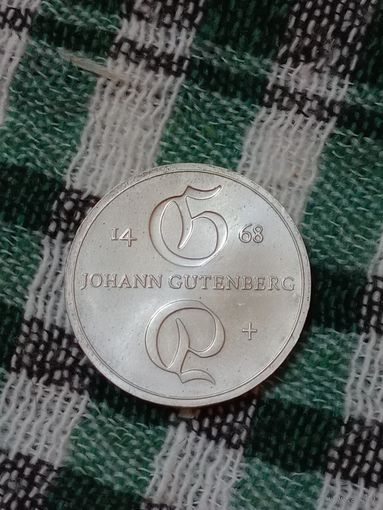 14 G 68
JOHANN GUTENBERG
G +